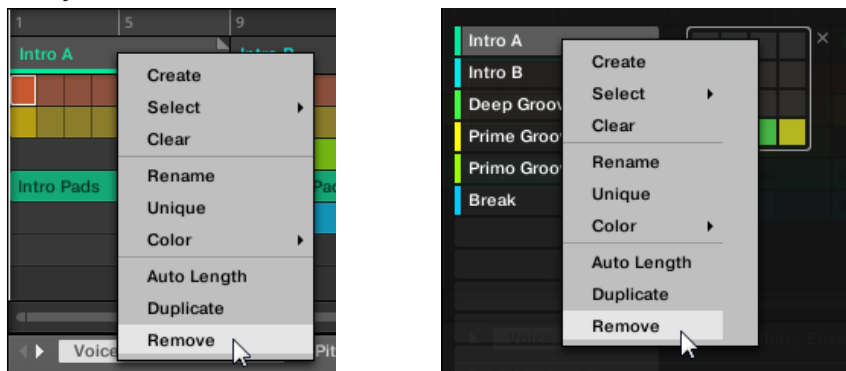 1 5 9
Intro A
Create
Select
Clear
Rename
Intro Pads
Unique
Color
Auto Length
Duplicate
Remove
Voice
Pit
Intro A
Intro B
Deep Groov
Prime Groo
Primo Groo
Break
Create
Select
Clear
Rename
Unique
Color
Auto Length
Duplicate
Remove